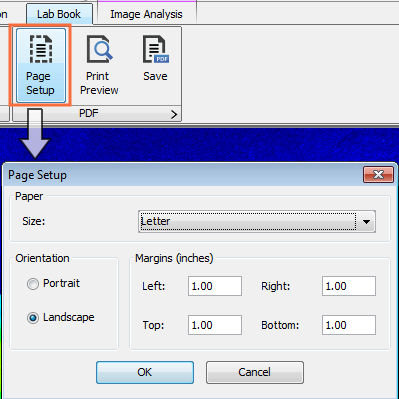 on Lab Book Image Analysis
Page Setup Print Preview Save
PDF
Page Setup
Paper
Size: Letter
Orientation Margins (inches)
Portrait Left: 1.00 Right: 1.00
Landscape Top: 1.00 Bottom: 1.00
OK Cancel